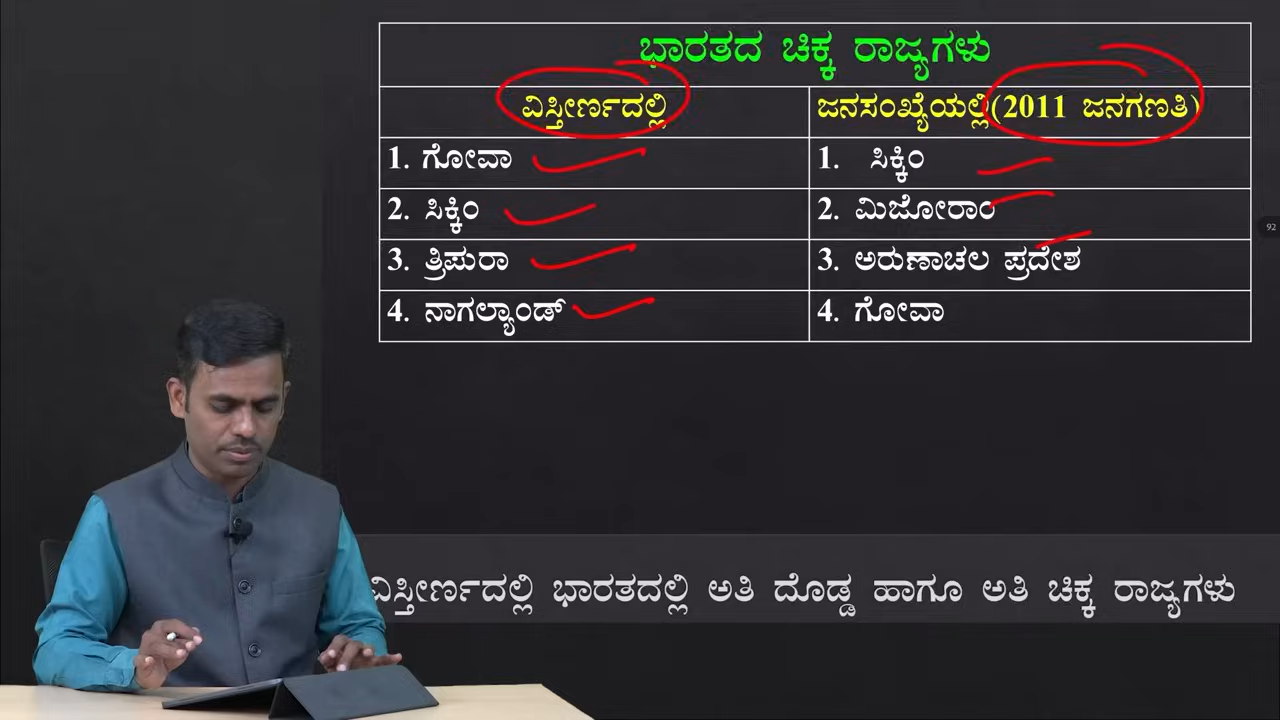 ಭಾರತದ ಚಿಕ್ಕ ರಾಜ್ಯಗಳು
ವಿಸ್ತೀರ್ಣದಲ್ಲಿ ಜನಸಂಖ್ಯೆಯಲ್ಲಿ(2011 ಜನಗಣತಿ)
1. ಗೋವಾ 1. ಸಿಕ್ಕಿಂ
2. ಸಿಕ್ಕಿಂ 2. ಮಿಜೋರಾಂ
3. ತ್ರಿಪುರಾ 3. ಅರುಣಾಚಲ ಪ್ರದೇಶ
4. ನಾಗಲ್ಯಾಂಡ್ 4. ಗೋವಾ
92
ವಿಸ್ತೀರ್ಣದಲ್ಲಿ ಭಾರತದಲ್ಲಿ ಅತಿ ದೊಡ್ಡ ಹಾಗೂ ಅತಿ ಚಿಕ್ಕ ರಾಜ್ಯಗಳು